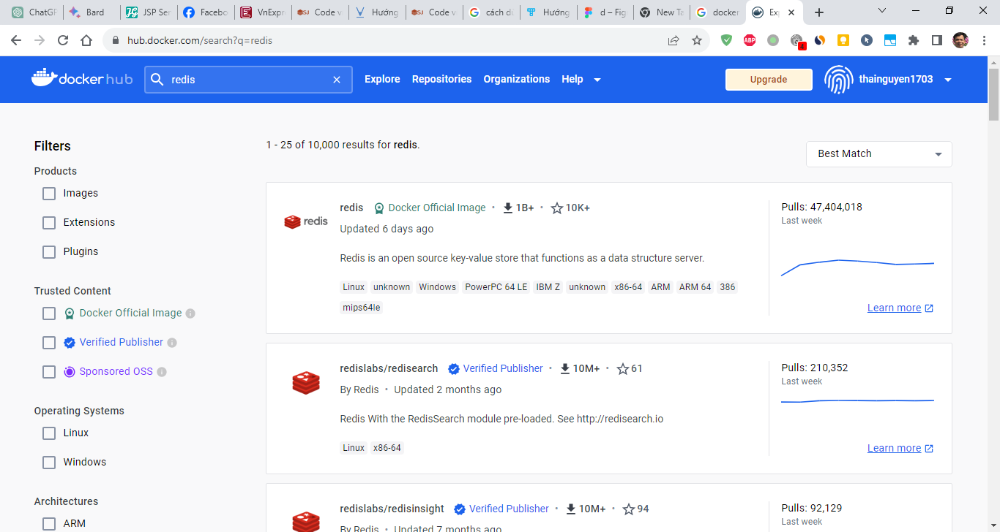 ChatGF
Bard
JSP Ser
Facebo
VnExpre
Code v
Hướng
Code v
cách dơ
Hướng
d – Fig
New Ta
docker
Ex
hub.docker.com/search?q=redis
ABP
4
docker hub
redis
Explore
Repositories
Organizations
Help
Upgrade
thainguyen1703
Filters
Products
Images
Extensions
Plugins
Trusted Content
Docker Official Image
Verified Publisher
Sponsored OSS
Operating Systems
Linux
Windows
Architectures
ARM
1 - 25 of 10,000 results for redis.
Best Match
redis
redis Docker Official Image • 1B+ • 10K+
Updated 6 days ago
Redis is an open source key-value store that functions as a data structure server.
Linux unknown Windows PowerPC 64 LE IBM Z unknown x86-64 ARM ARM 64 386
mips64le
Pulls: 47,404,018
Last week
Learn more
redislabs/redisearch Verified Publisher • 10M+ • 61
By Redis • Updated 2 months ago
Redis With the RedisSearch module pre-loaded. See http://redisearch.io
Linux x86-64
Pulls: 210,352
Last week
Learn more
redislabs/redisinsight Verified Publisher • 10M+ • 94
By Redis • Updated 7 months ago
Pulls: 92,129
Last week